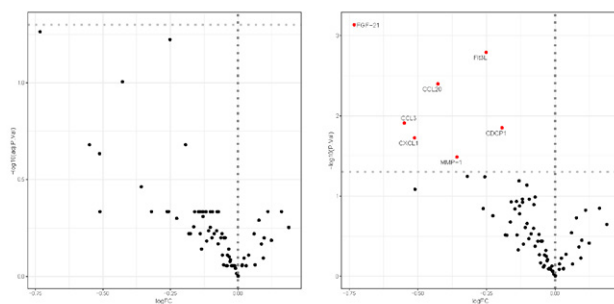 FGF-21
Flt3L
CCL20
CCL3
CDCP1
CXCL1
MMP-1
-log10(adj.P.Val)
1.0
0.5
0.0
-0.75
-0.50
-0.25
0.00
logFC
-log10(P.Val)
3
2
1
0
-0.75
-0.50
-0.25
0.00
logFC